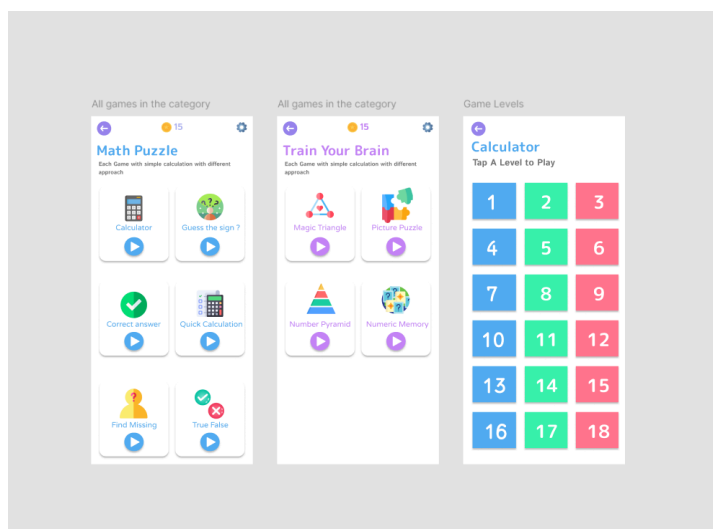 All games in the category
15
Math Puzzle
Each Game with simple calculation with different
approach
Calculator
Guess the sign ?
Correct answer
Quick Calculation
Find Missing
True False
All games in the category
15
Train Your Brain
Each Game with simple calculation with different
approach
Magic Triangle
Picture Puzzle
Number Pyramid
Numeric Memory
Game Levels
Calculator
Tap A Level to Play
1 2 3
4 5 6
7 8 9
10 11 12
13 14 15
16 17 18